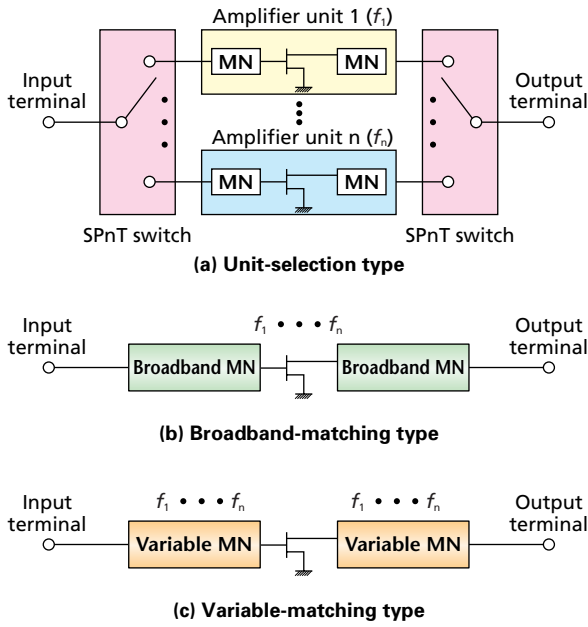 Amplifier unit 1 (f1)
Input terminal
MN
MN
Output terminal
Amplifier unit n (fn)
MN
MN
SPnT switch
SPnT switch
(a) Unit-selection type
Input terminal
f1 • • • fn
Output terminal
Broadband MN
Broadband MN
(b) Broadband-matching type
Input terminal
f1 • • • fn
f1 • • • fn
Output terminal
Variable MN
Variable MN
(c) Variable-matching type